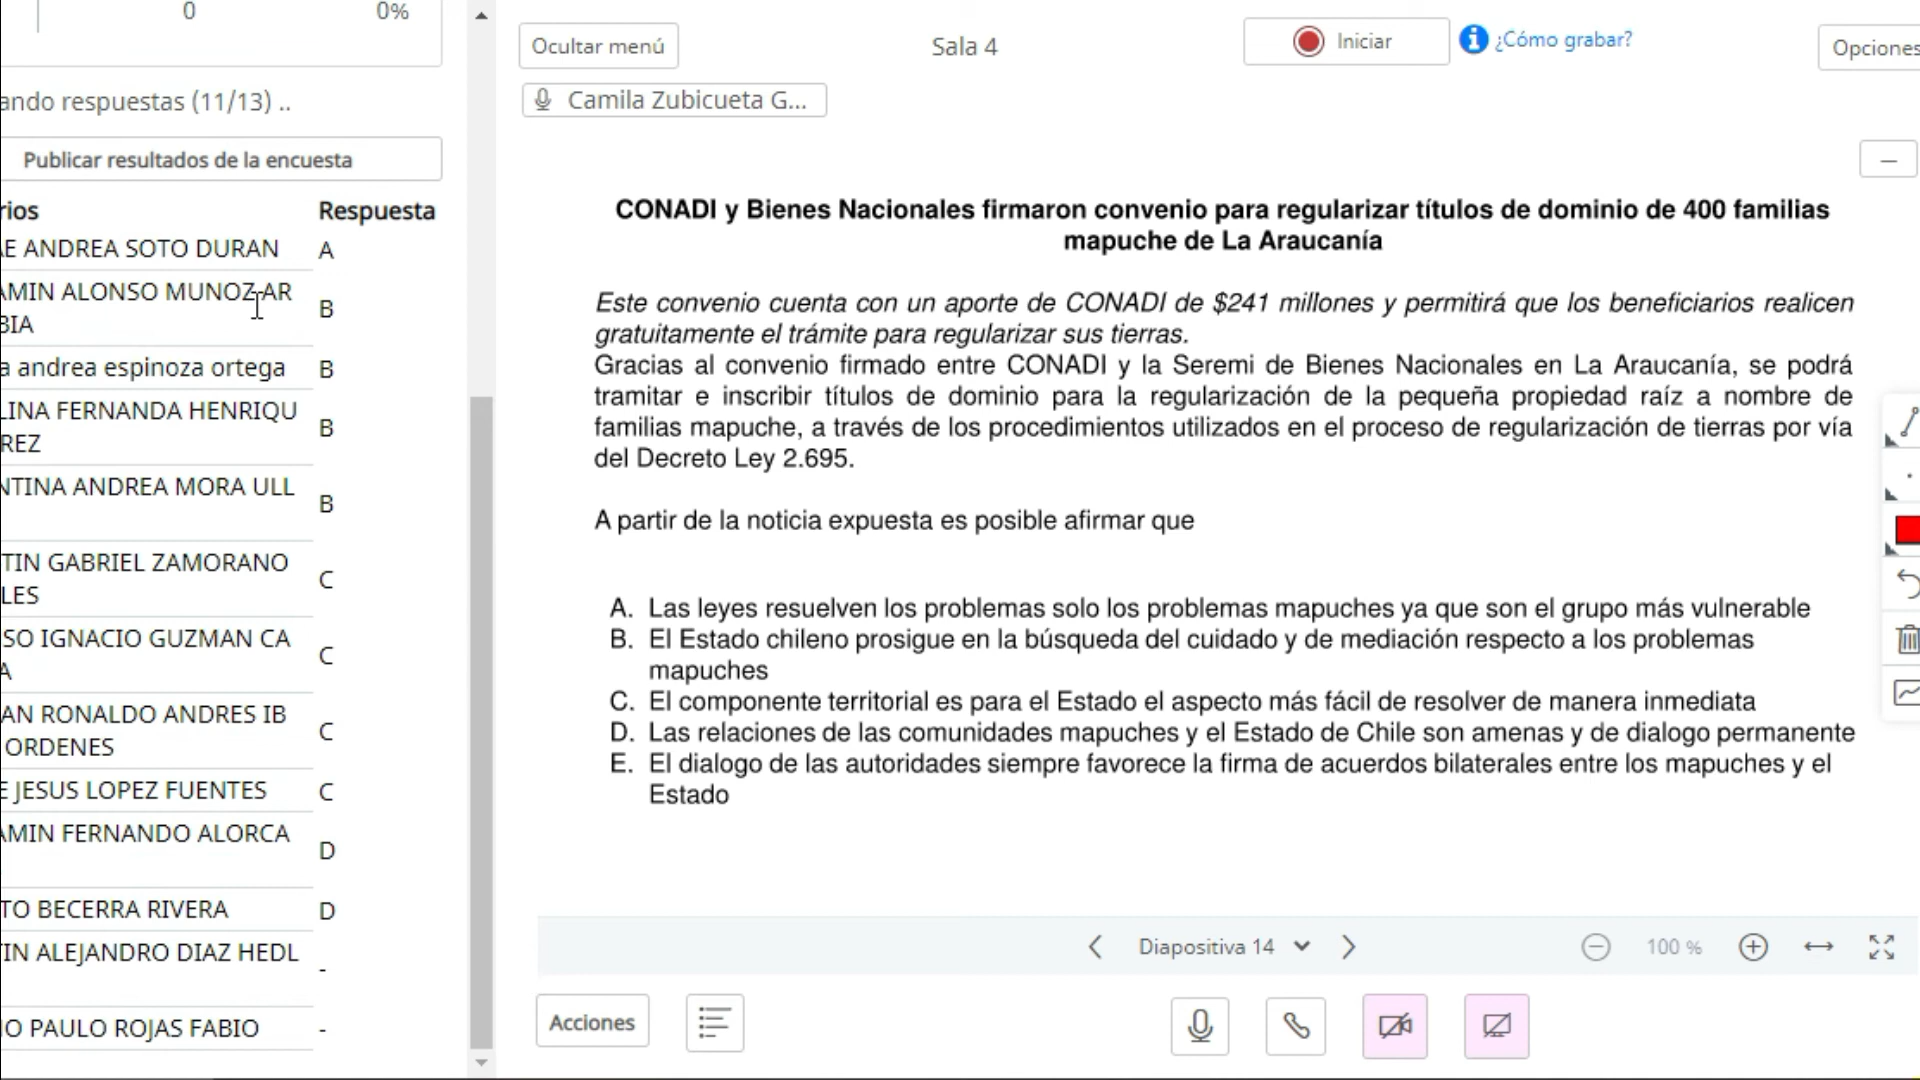 0 0%
ando respuestas (11/13) ..
Publicar resultados de la encuesta
rios Respuesta
AE ANDREA SOTO DURAN A
AMIN ALONSO MUNOZ AR
BIA B
a andrea espinoza ortega B
LINA FERNANDA HENRIQU
REZ B
NTINA ANDREA MORA ULL B
TIN GABRIEL ZAMORANO
LES C
SO IGNACIO GUZMAN CA
A C
AN RONALDO ANDRES IB
ORDENES C
E JESUS LOPEZ FUENTES C
AMIN FERNANDO ALORCA D
TO BECERRA RIVERA D
TIN ALEJANDRO DIAZ HEDL -
IO PAULO ROJAS FABIO -
Ocultar menú
Sala 4
Iniciar
¿Cómo grabar?
Opciones
Camila Zubicueta G...
CONADI y Bienes Nacionales firmaron convenio para regularizar títulos de dominio de 400 familias
mapuche de La Araucanía
Este convenio cuenta con un aporte de CONADI de $241 millones y permitirá que los beneficiarios realicen
gratuitamente el trámite para regularizar sus tierras.
Gracias al convenio firmado entre CONADI y la Seremi de Bienes Nacionales en La Araucanía, se podrá
tramitar e inscribir títulos de dominio para la regularización de la pequeña propiedad raíz a nombre de
familias mapuche, a través de los procedimientos utilizados en el proceso de regularización de tierras por vía
del Decreto Ley 2.695.
A partir de la noticia expuesta es posible afirmar que
A. Las leyes resuelven los problemas solo los problemas mapuches ya que son el grupo más vulnerable
B. El Estado chileno prosigue en la búsqueda del cuidado y de mediación respecto a los problemas
mapuches
C. El componente territorial es para el Estado el aspecto más fácil de resolver de manera inmediata
D. Las relaciones de las comunidades mapuches y el Estado de Chile son amenas y de dialogo permanente
E. El dialogo de las autoridades siempre favorece la firma de acuerdos bilaterales entre los mapuches y el
Estado
Diapositiva 14
100 %
Acciones